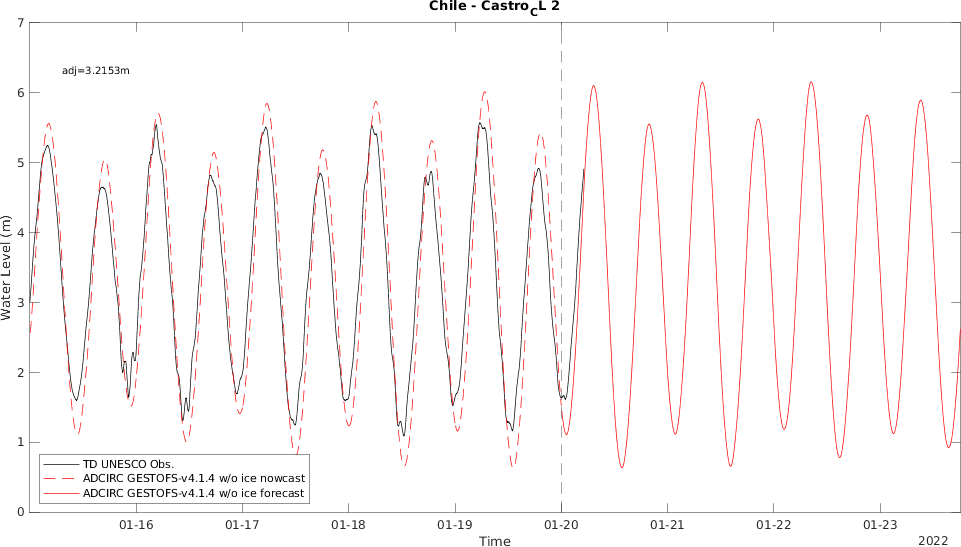 Chile - Castro_CL 2
7
adj=3.2153m
6
5
4
3
2
1
0
Water Level (m)
TD UNESCO Obs.
ADCIRC GESTOFS-v4.1.4 w/o ice nowcast
ADCIRC GESTOFS-v4.1.4 w/o ice forecast
01-16 01-17 01-18 01-19 01-20 01-21 01-22 01-23
Time
2022